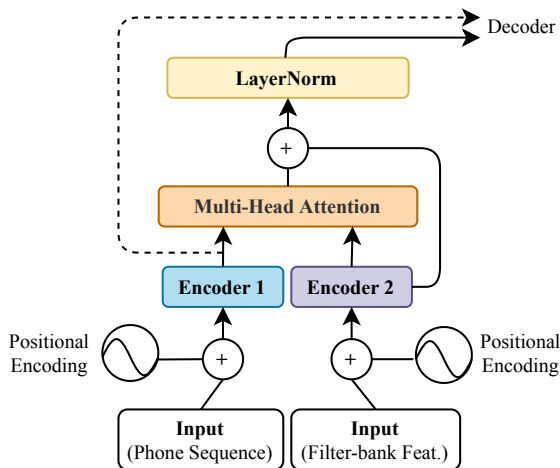 Decoder
LayerNorm
+
Multi-Head Attention
Encoder 1
Encoder 2
Positional
Encoding
+
+
Positional
Encoding
Input
(Phone Sequence)
Input
(Filter-bank Feat.)